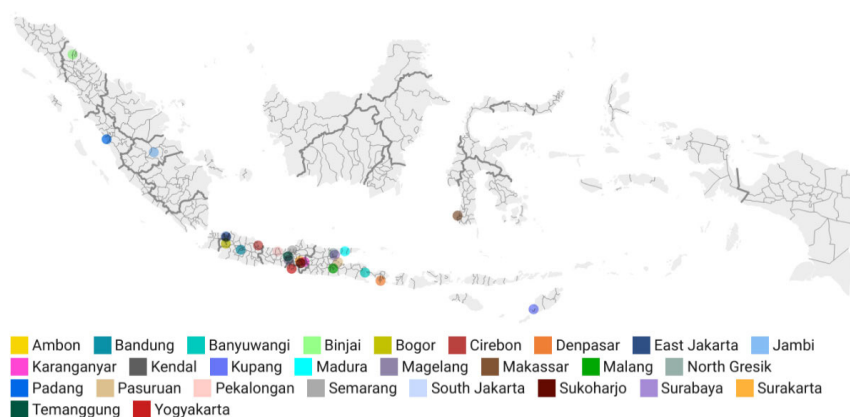 Ambon Bandung Banyuwangi Binjai Bogor Cirebon Denpasar East Jakarta Jambi
Karanganyar Kendal Kupang Madura Magelang Makassar Malang North Gresik
Padang Pasuruan Pekalongan Semarang South Jakarta Sukoharjo Surabaya Surakarta
Temanggung Yogyakarta